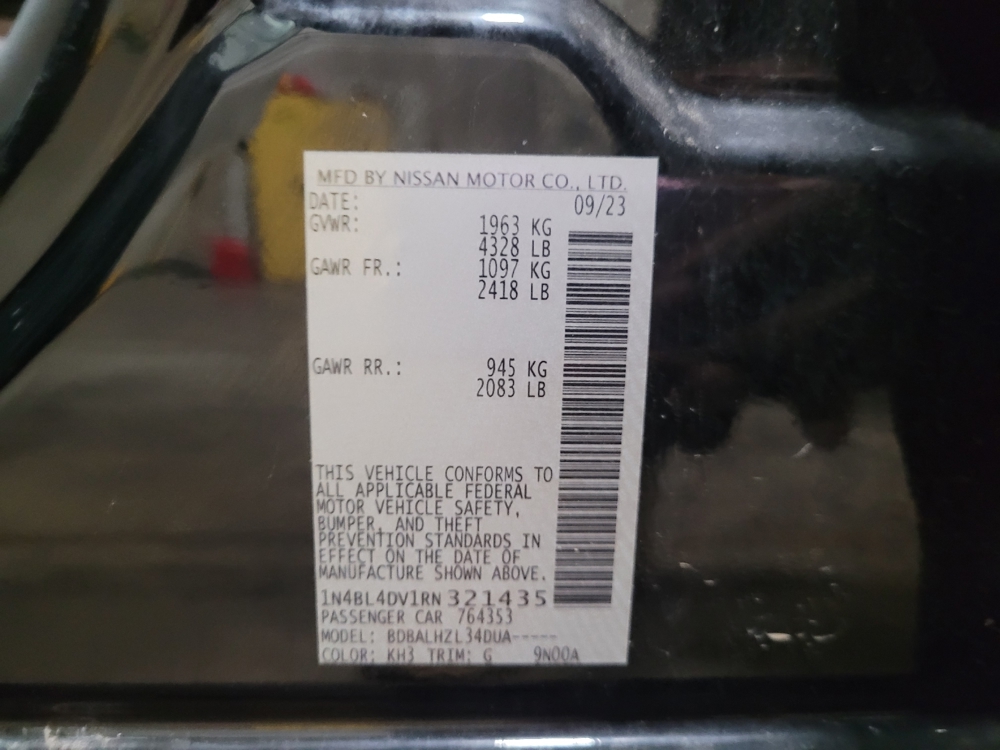 MFD BY NISSAN MOTOR CO., LTD.
DATE: 09/23
GVWR: 1963 KG
4328 LB
GAWR FR.: 1097 KG
2418 LB
GAWR RR.: 945 KG
2083 LB
THIS VEHICLE CONFORMS TO
ALL APPLICABLE FEDERAL
MOTOR VEHICLE SAFETY,
BUMPER, AND THEFT
PREVENTION STANDARDS IN
EFFECT ON THE DATE OF
MANUFACTURE SHOWN ABOVE.
1N4BL4DV1RN321435
PASSENGER CAR 764353
MODEL: BDBALHZL34DUA-----
COLOR: KH3 TRIM: G 9N00A